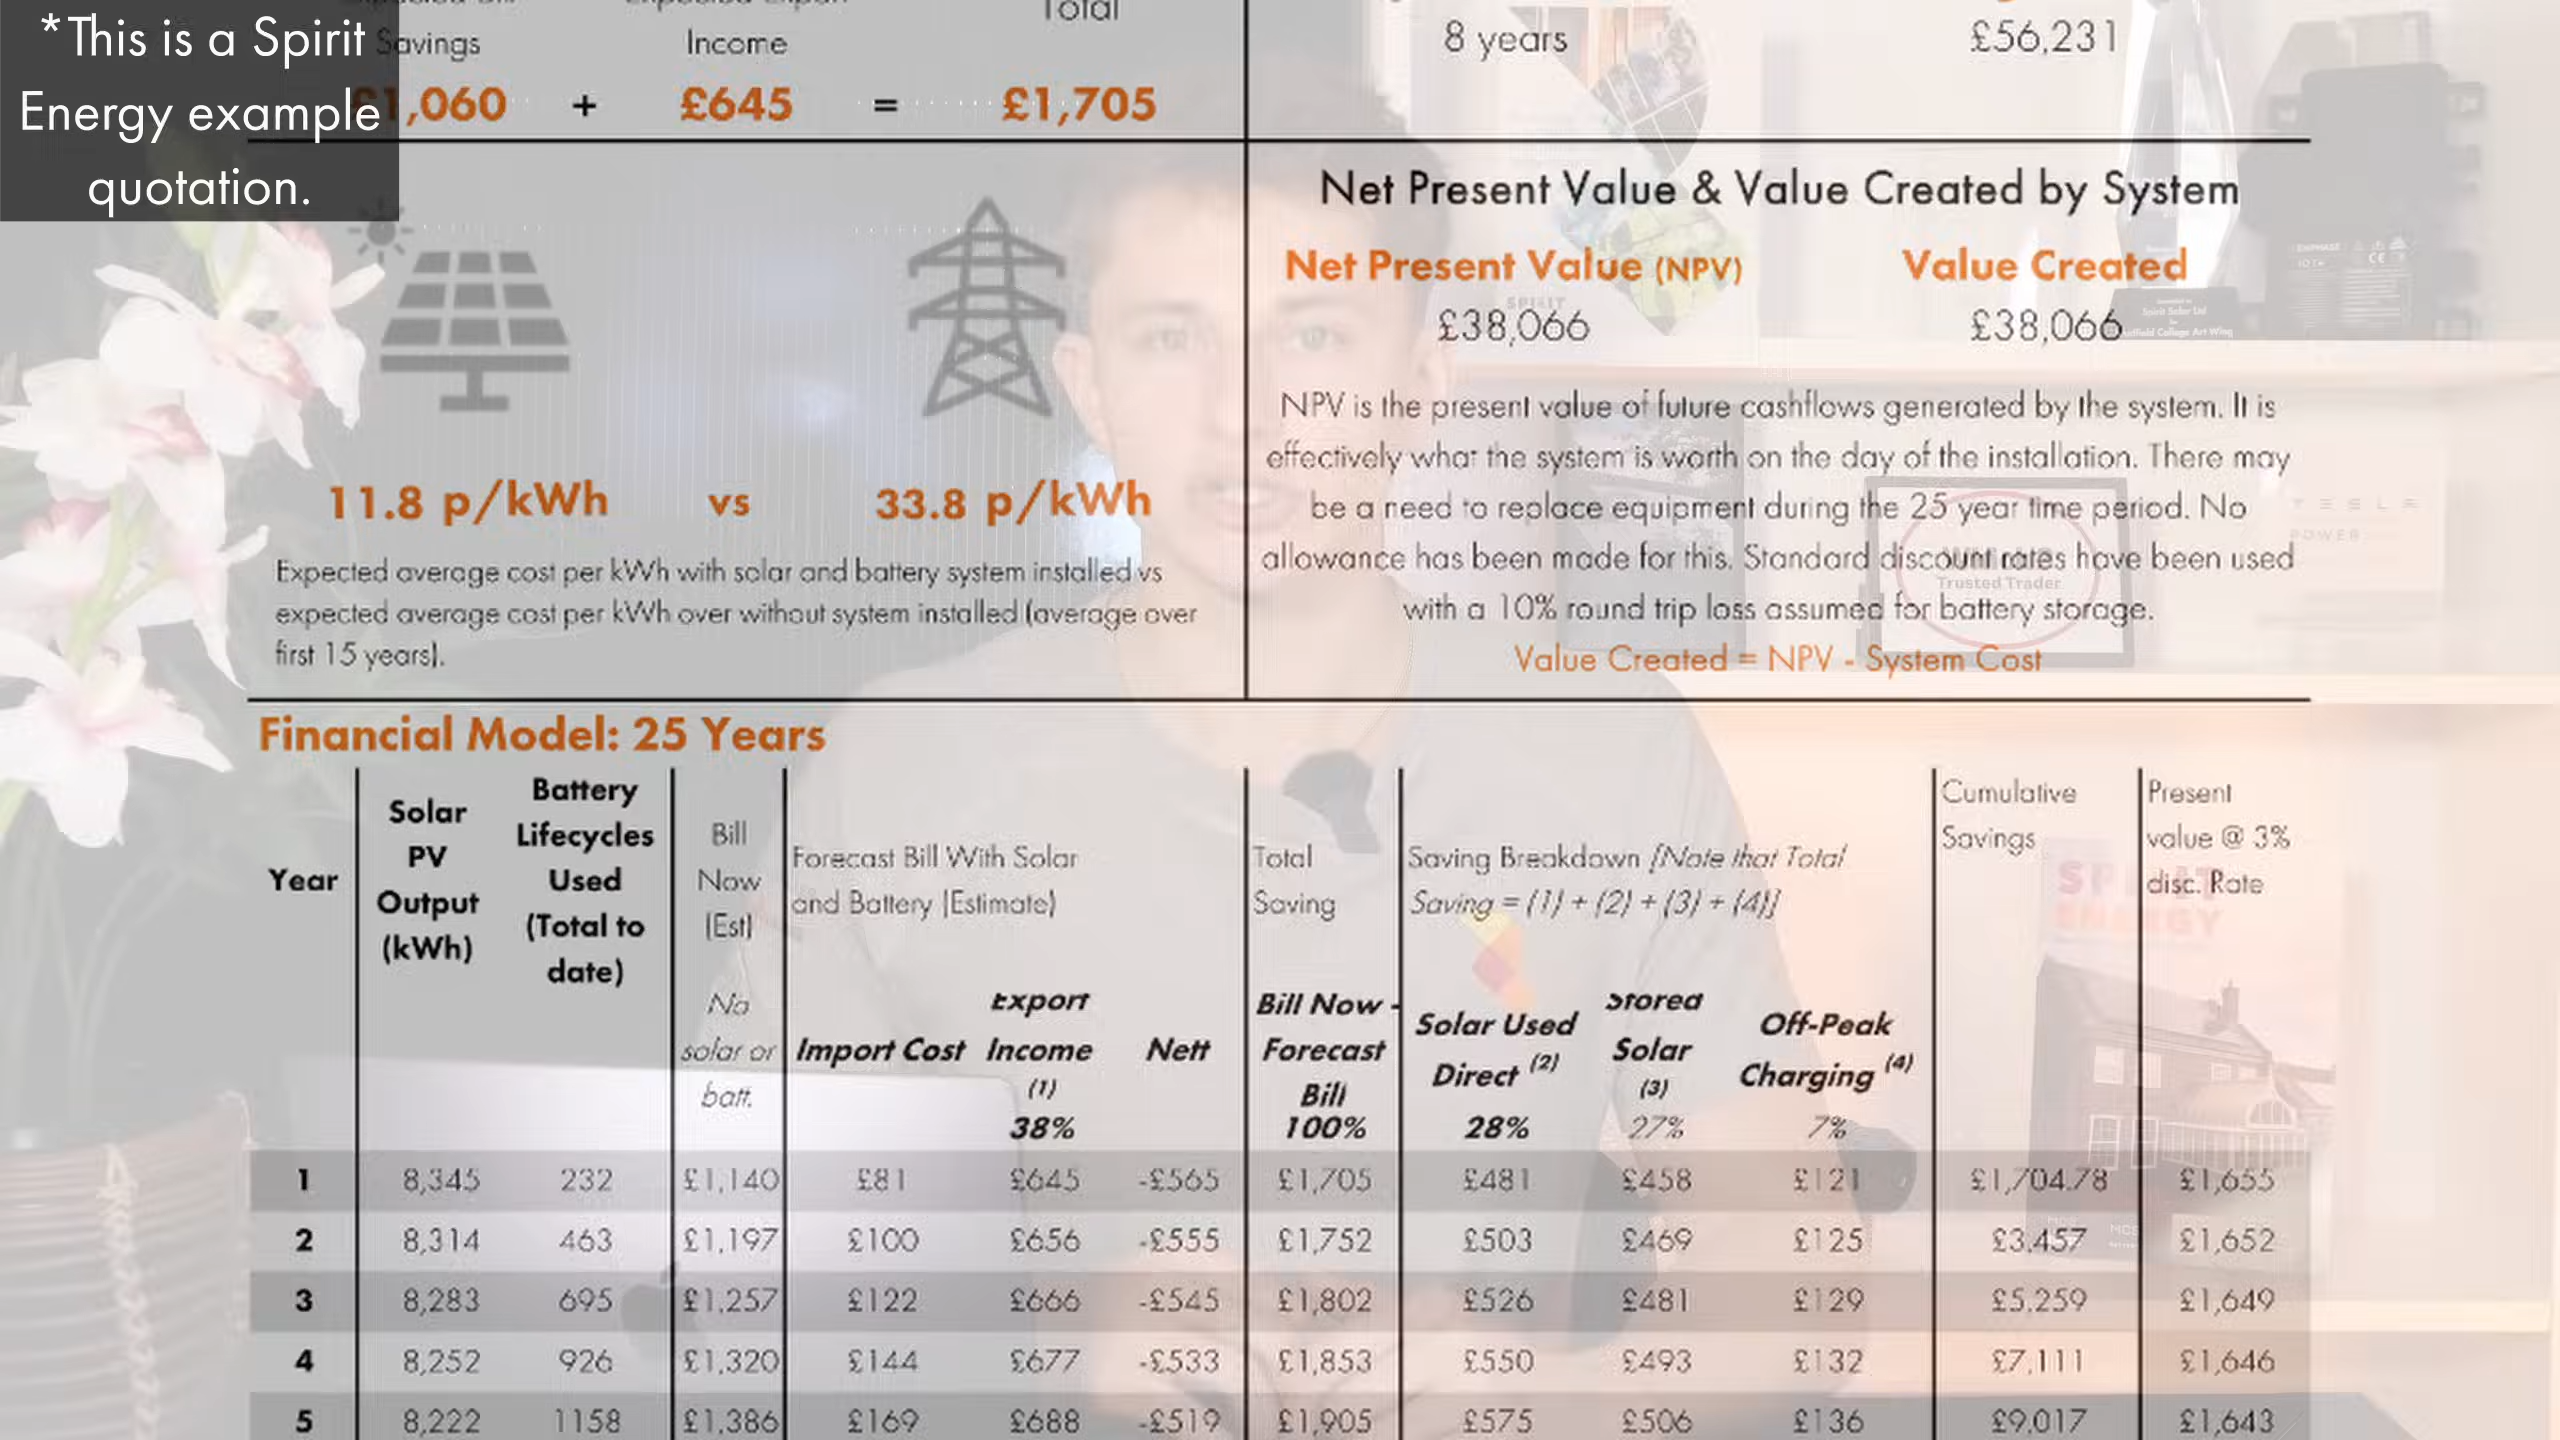 *This is a Spirit
Energy example
quotation.
Savings
Income
Total
£1,060 + £645 = £1,705
8 years
£56,231
11.8 p/kWh vs 33.8 p/kWh
Expected average cost per kWh with solar and battery system installed vs
expected average cost per kWh over without system installed (average over
first 15 years).
Net Present Value & Value Created by System
Net Present Value (NPV)
Value Created
£38,066
£38,066
NPV is the present value of future cashflows generated by the system. It is
effectively what the system is worth on the day of the installation. There may
be a need to replace equipment during the 25 year time period. No
allowance has been made for this. Standard discount rates have been used
with a 10% round trip loss assumed for battery storage.
Value Created = NPV - System Cost
SPIRIT
Trusted Trader
TESLA
POWER
Spirit Solar Ltd
College Art Wing
Financial Model: 25 Years
Year
Solar
PV
Output
(kWh)
Battery
Lifecycles
Used
(Total to
date)
Bill
Now
(Est)
No
solar or
batt.
Forecast Bill With Solar
and Battery (Estimate)
Import Cost
Export
Income
(1)
38%
Nett
Total
Saving
Bill Now -
Forecast
Bill
100%
Saving Breakdown [Note that Total
Saving = (1) + (2) + (3) + (4)]
Solar Used
Direct (2)
28%
Stored
Solar
(3)
27%
Off-Peak
Charging (4)
7%
Cumulative
Savings
Present
value @ 3%
disc. Rate
SPIRIT
ENERGY
1 8,345 232 £1,140 £81 £645 -£565 £1,705 £481 £458 £121 £1,704.78 £1,655
2 8,314 463 £1,197 £100 £656 -£555 £1,752 £503 £469 £125 £3,457 £1,652
3 8,283 695 £1,257 £122 £666 -£545 £1,802 £526 £481 £129 £5,259 £1,649
4 8,252 926 £1,320 £144 £677 -£533 £1,853 £550 £493 £132 £7,111 £1,646
5 8,222 1158 £1,386 £169 £688 -£519 £1,905 £575 £506 £136 £9,017 £1,643